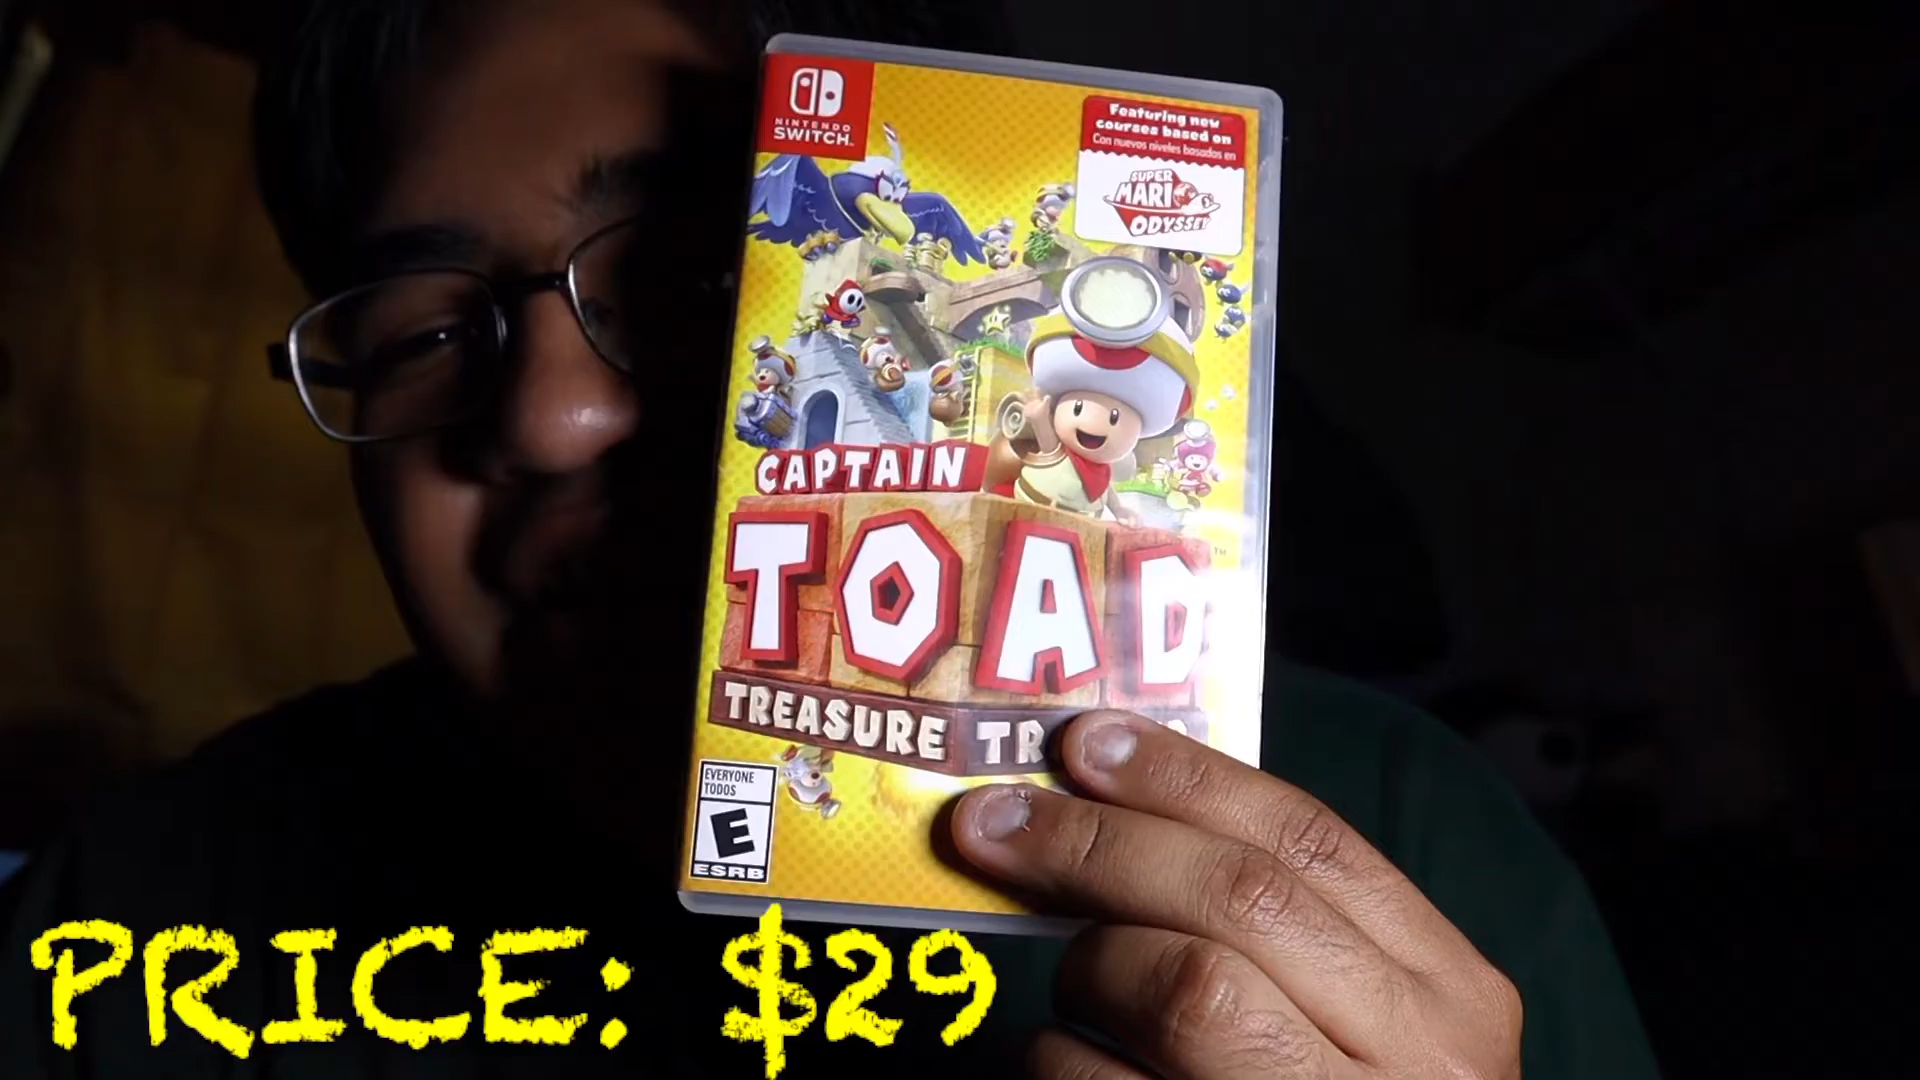 NINTENDO
SWITCH
Featuring new
courses based on
Con nuevos niveles basados en
SUPER
MARIO
ODYSSEY
CAPTAIN
TOAD
TREASURE TR
EVERYONE
TODOS
E
ESRB
PRICE: $29